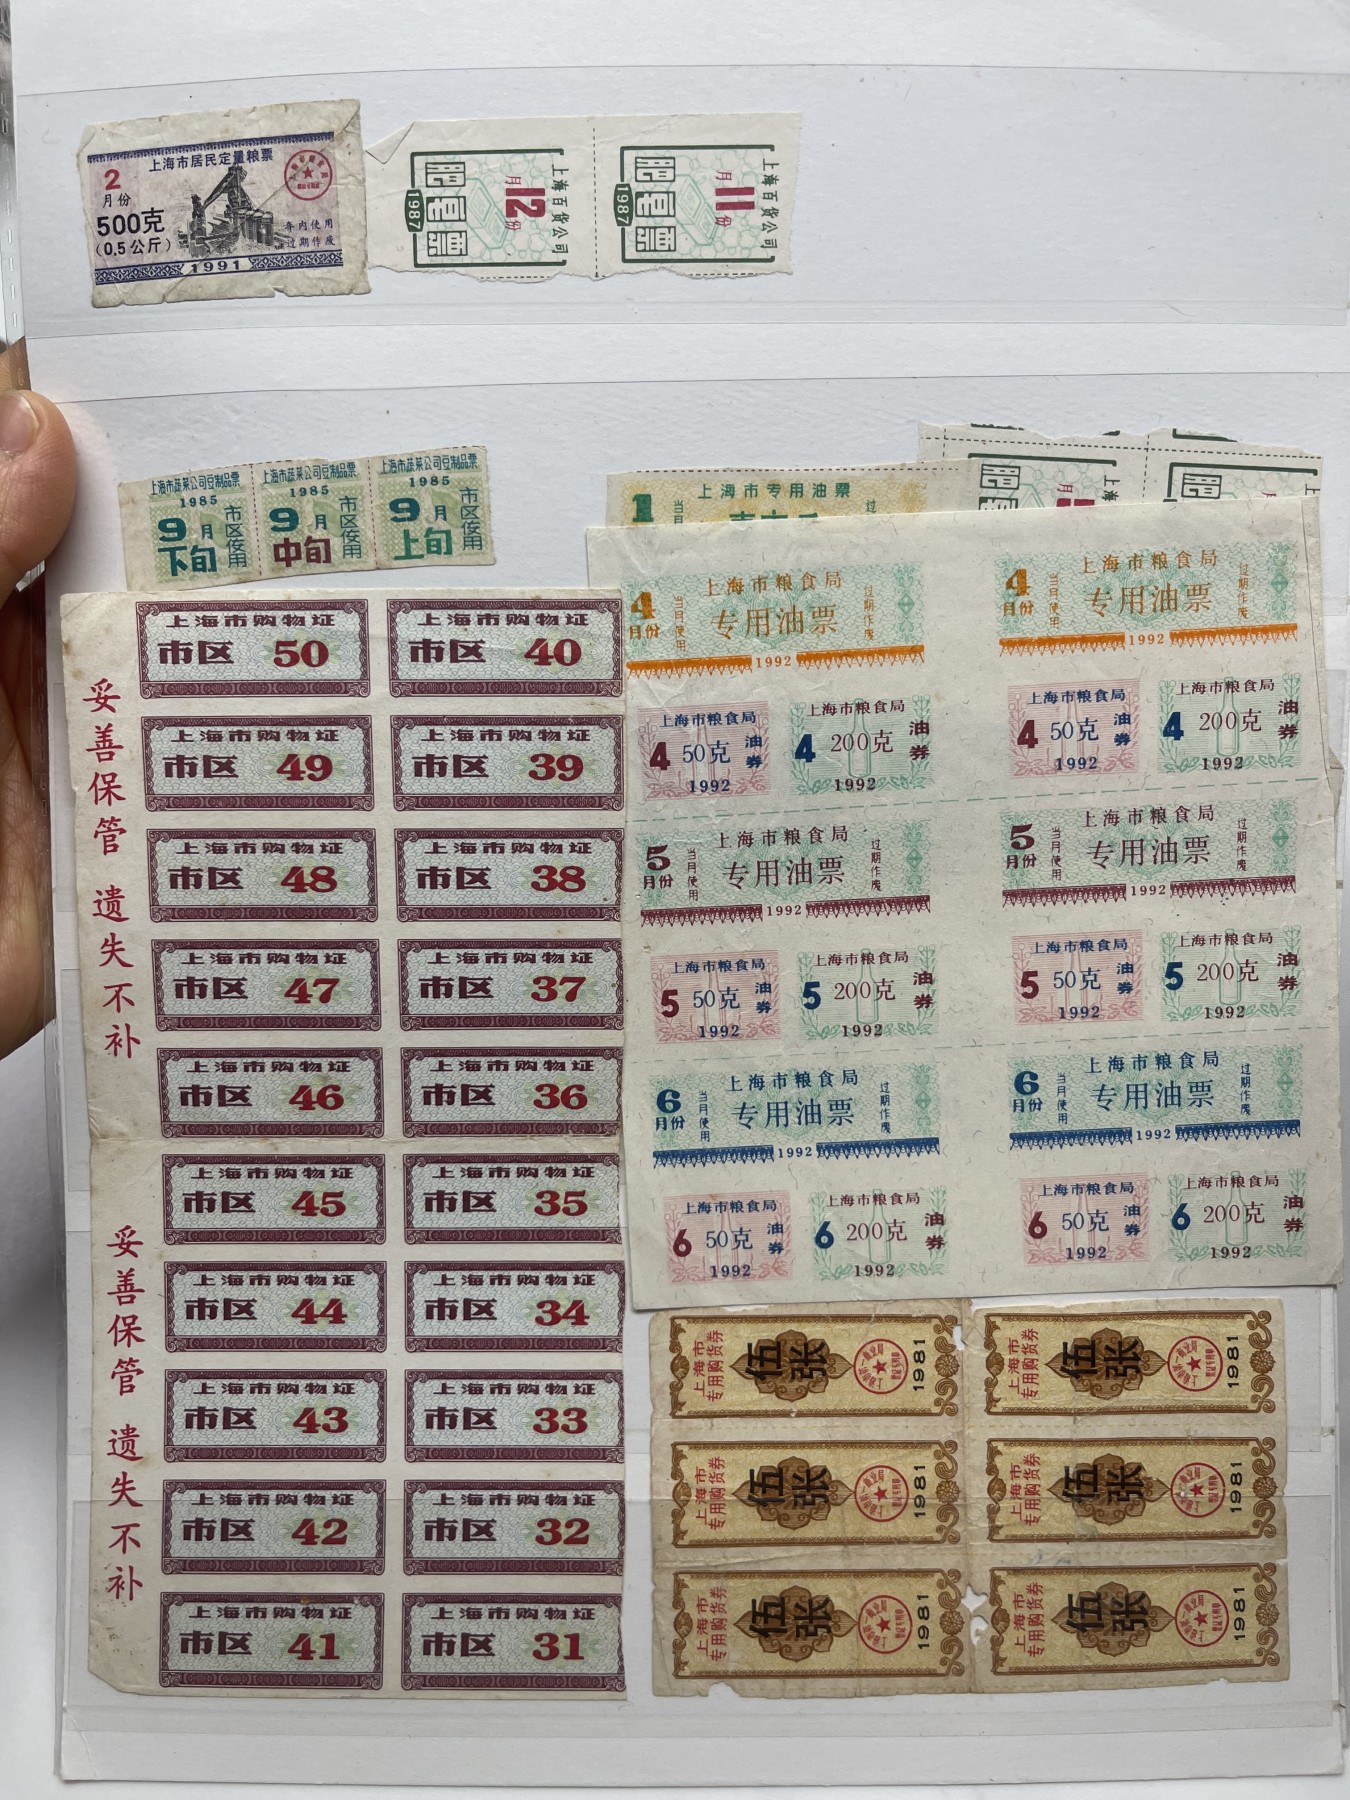 上海市居民定量粮票
2
月份
500克
(0.5公斤)
年内使用
过期作废
1991
上海百货公司
12
月份
肥皂票
1987
上海百货公司
11
月份
肥皂票
1987
上海市蔬菜公司豆制品票
1985
9月
下旬
市区使用
上海市蔬菜公司豆制品票
1985
9月
中旬
市区使用
上海市蔬菜公司豆制品票
1985
9月
上旬
市区使用
上海市专用油票
1
妥善保管 遗失不补
妥善保管 遗失不补
上海市购物证
市区 50
上海市购物证
市区 40
上海市购物证
市区 49
上海市购物证
市区 39
上海市购物证
市区 48
上海市购物证
市区 38
上海市购物证
市区 47
上海市购物证
市区 37
上海市购物证
市区 46
上海市购物证
市区 36
上海市购物证
市区 45
上海市购物证
市区 35
上海市购物证
市区 44
上海市购物证
市区 34
上海市购物证
市区 43
上海市购物证
市区 33
上海市购物证
市区 42
上海市购物证
市区 32
上海市购物证
市区 41
上海市购物证
市区 31
上海市粮食局
4
月份
当月使用
专用油票
过期作废
1992
上海市粮食局
4
月份
当月使用
专用油票
过期作废
1992
上海市粮食局
4 50克 油券
1992
上海市粮食局
4 200克 油券
1992
上海市粮食局
4 50克 油券
1992
上海市粮食局
4 200克 油券
1992
上海市粮食局
5
月份
当月使用
专用油票
过期作废
1992
上海市粮食局
5
月份
当月使用
专用油票
过期作废
1992
上海市粮食局
5 50克 油券
1992
上海市粮食局
5 200克 油券
1992
上海市粮食局
5 50克 油券
1992
上海市粮食局
5 200克 油券
1992
上海市粮食局
6
月份
当月使用
专用油票
过期作废
1992
上海市粮食局
6
月份
当月使用
专用油票
过期作废
1992
上海市粮食局
6 50克 油券
1992
上海市粮食局
6 200克 油券
1992
上海市粮食局
6 50克 油券
1992
上海市粮食局
6 200克 油券
1992
上海市
专用购货券
伍张
1981
上海市
专用购货券
伍张
1981
上海市
专用购货券
伍张
1981
上海市
专用购货券
伍张
1981
上海市
专用购货券
伍张
1981
上海市
专用购货券
伍张
1981